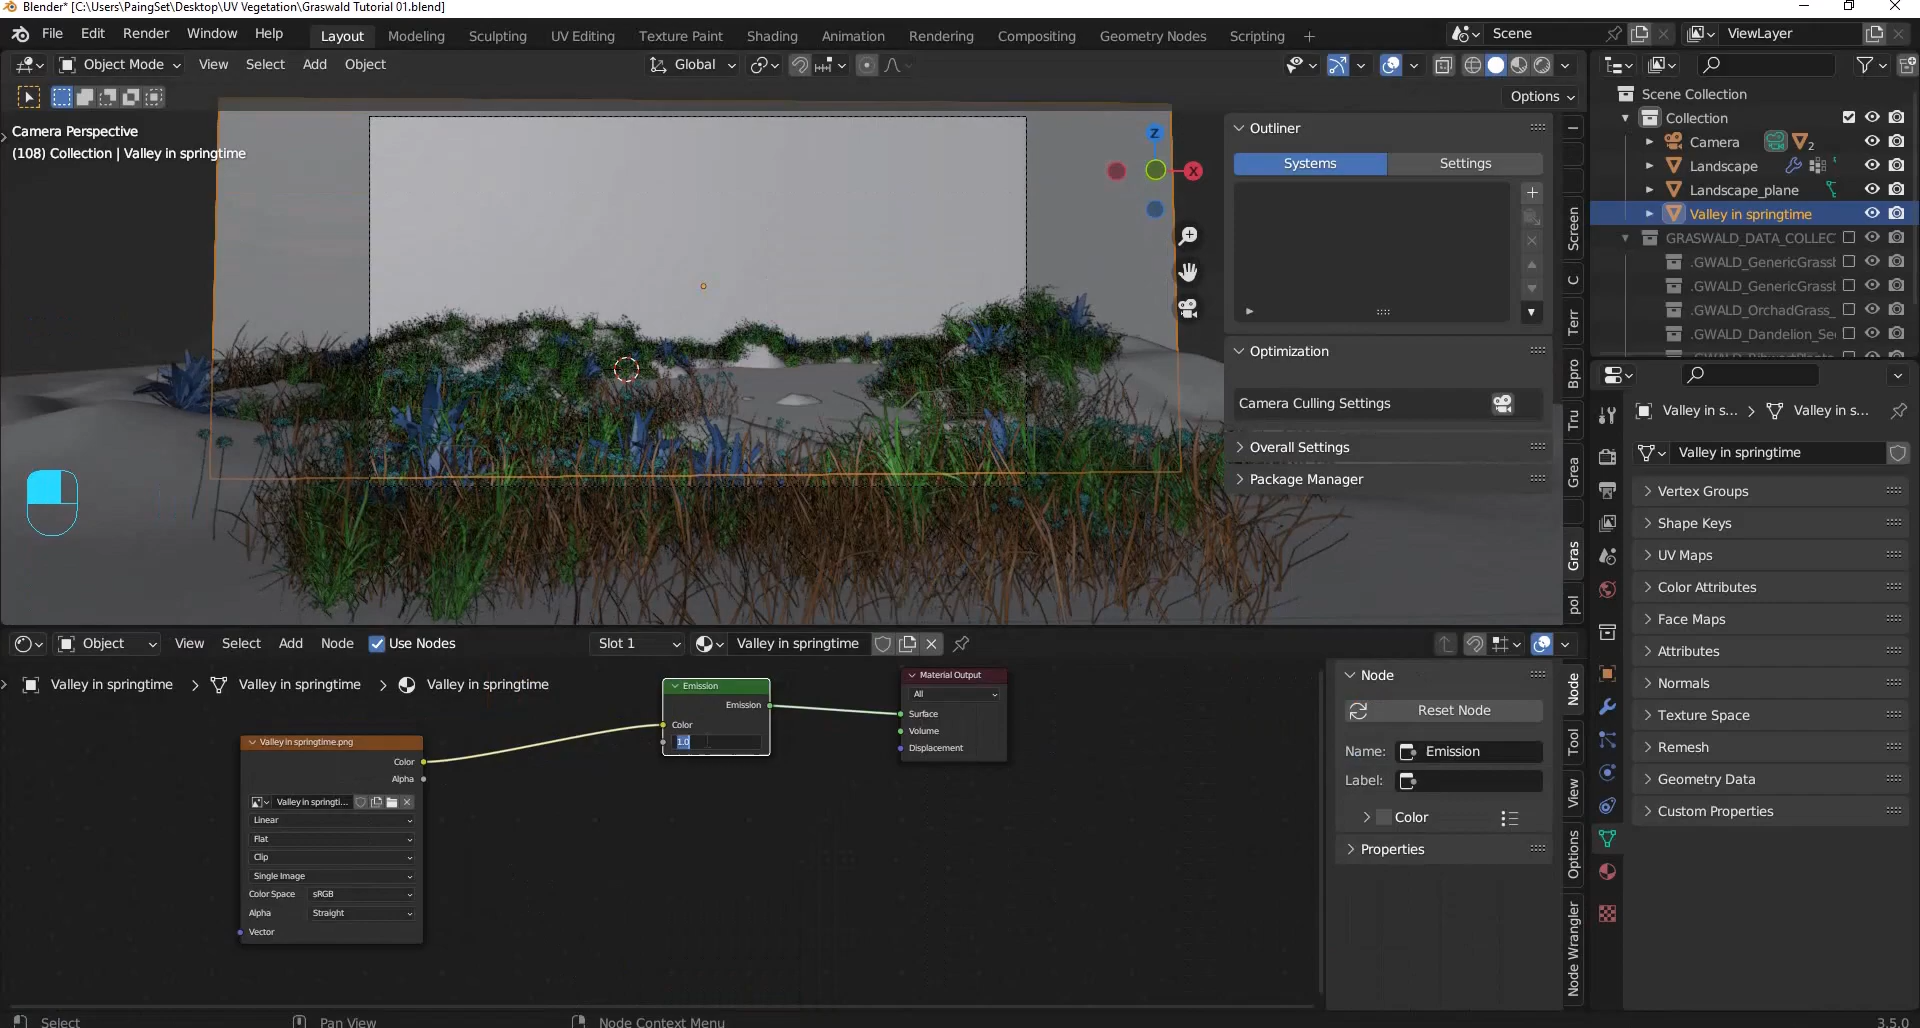 Blender* [C:\Users\PaingSet\Desktop\UV Vegetation\Graswald Tutorial 01.blend]
File Edit Render Window Help
Layout Modeling Sculpting UV Editing Texture Paint Shading Animation Rendering Compositing Geometry Nodes Scripting +
Scene
ViewLayer
Object Mode View Select Add Object
Global
Options
Camera Perspective
(108) Collection | Valley in springtime
Z
X
Outliner
Systems Settings
Optimization
Camera Culling Settings
Overall Settings
Package Manager
Screen
C
Terr
Bpro
Tru
Grea
Gras
pol
Scene Collection
Collection
Camera 2
Landscape
Landscape_plane
Valley in springtime
GRASWALD_DATA_COLLEC
.GWALD_GenericGrass
.GWALD_GenericGrass
.GWALD_OrchadGrass_
.GWALD_Dandelion_See
Valley in s... > Valley in s...
Valley in springtime
Vertex Groups
Shape Keys
UV Maps
Color Attributes
Face Maps
Attributes
Normals
Texture Space
Remesh
Geometry Data
Custom Properties
Object View Select Add Node Use Nodes
Slot 1
Valley in springtime
Valley in springtime > Valley in springtime > Valley in springtime
Valley in springtime.png
Color
Alpha
Valley in springti...
Linear
Flat
Clip
Single Image
Color Space sRGB
Alpha Straight
Vector
Emission
Emission
Color
1.0
Material Output
All
Surface
Volume
Displacement
Node
Reset Node
Name: Emission
Label:
Color
Properties
Node
Tool
View
Options
Node Wrangler
Select Pan View Node Context Menu
3.5.0